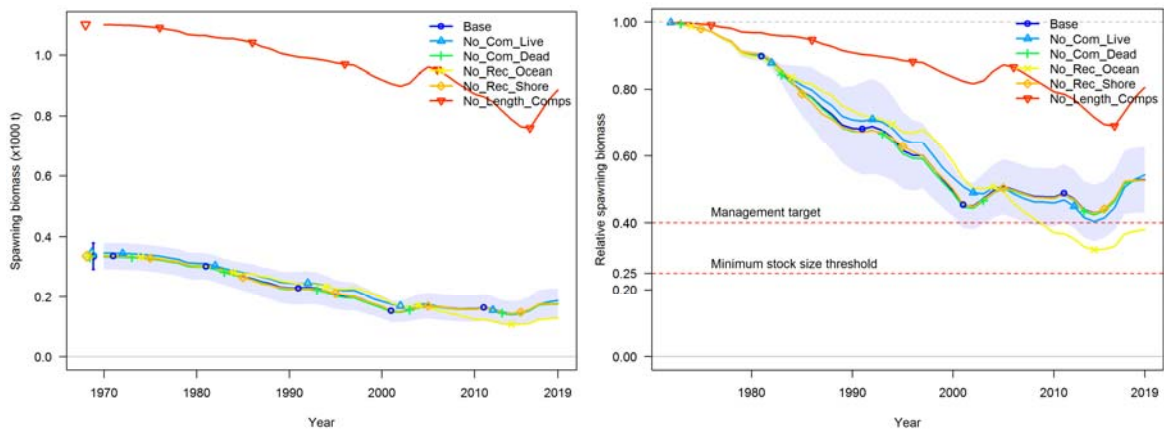 Spawning biomass (x1000 t)
1.0
0.8
0.6
0.4
0.2
0.0
Base
No_Com_Live
No_Com_Dead
No_Rec_Ocean
No_Rec_Shore
No_Length_Comps
1970
1980
1990
2000
2010
2019
Year
Relative spawning biomass
1.00
0.80
0.60
0.40
0.25
0.20
0.00
Base
No_Com_Live
No_Com_Dead
No_Rec_Ocean
No_Rec_Shore
No_Length_Comps
Management target
Minimum stock size threshold
1980
1990
2000
2010
2019
Year